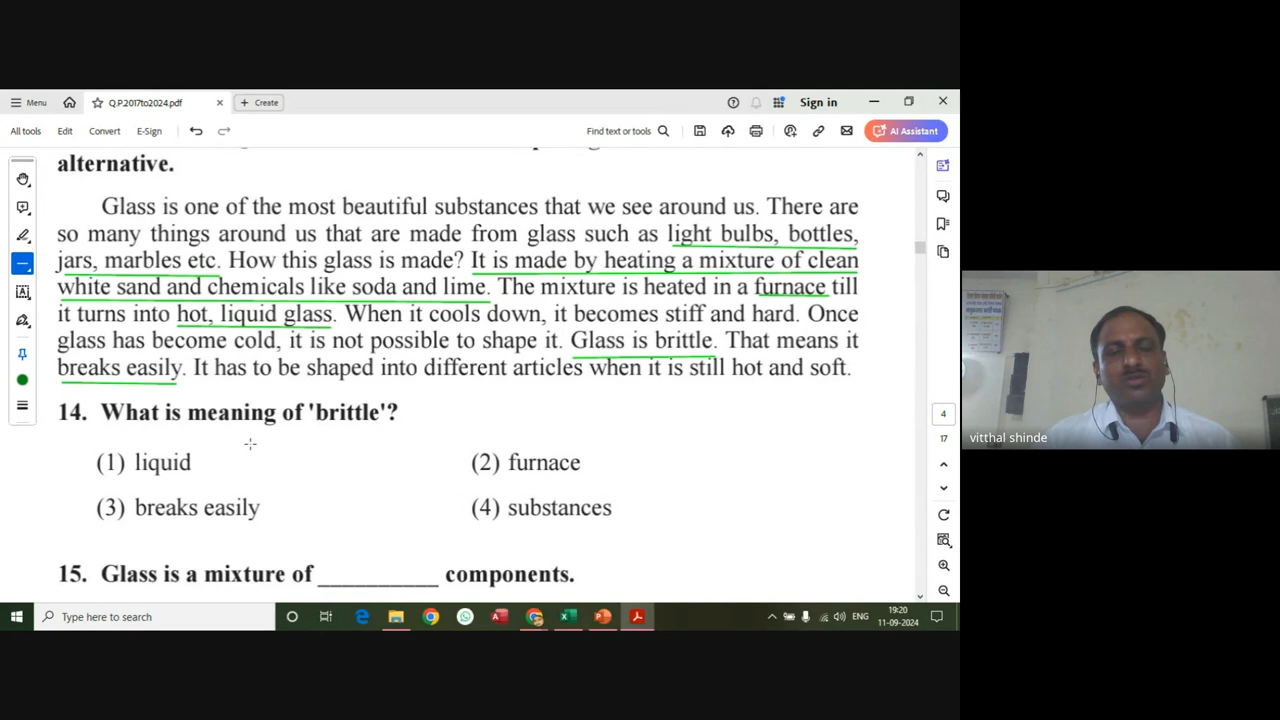 Menu
Q.P.2017to2024.pdf
Create
Sign in
All tools
Edit
Convert
E-Sign
Find text or tools
AI Assistant
alternative.
Glass is one of the most beautiful substances that we see around us. There are
so many things around us that are made from glass such as light bulbs, bottles,
jars, marbles etc. How this glass is made? It is made by heating a mixture of clean
white sand and chemicals like soda and lime. The mixture is heated in a furnace till
it turns into hot, liquid glass. When it cools down, it becomes stiff and hard. Once
glass has become cold, it is not possible to shape it. Glass is brittle. That means it
breaks easily. It has to be shaped into different articles when it is still hot and soft.
14. What is meaning of 'brittle'?
(1) liquid
(2) furnace
(3) breaks easily
(4) substances
15. Glass is a mixture of __________ components.
4
17
vitthal shinde
Type here to search
ENG
19:20
11-09-2024